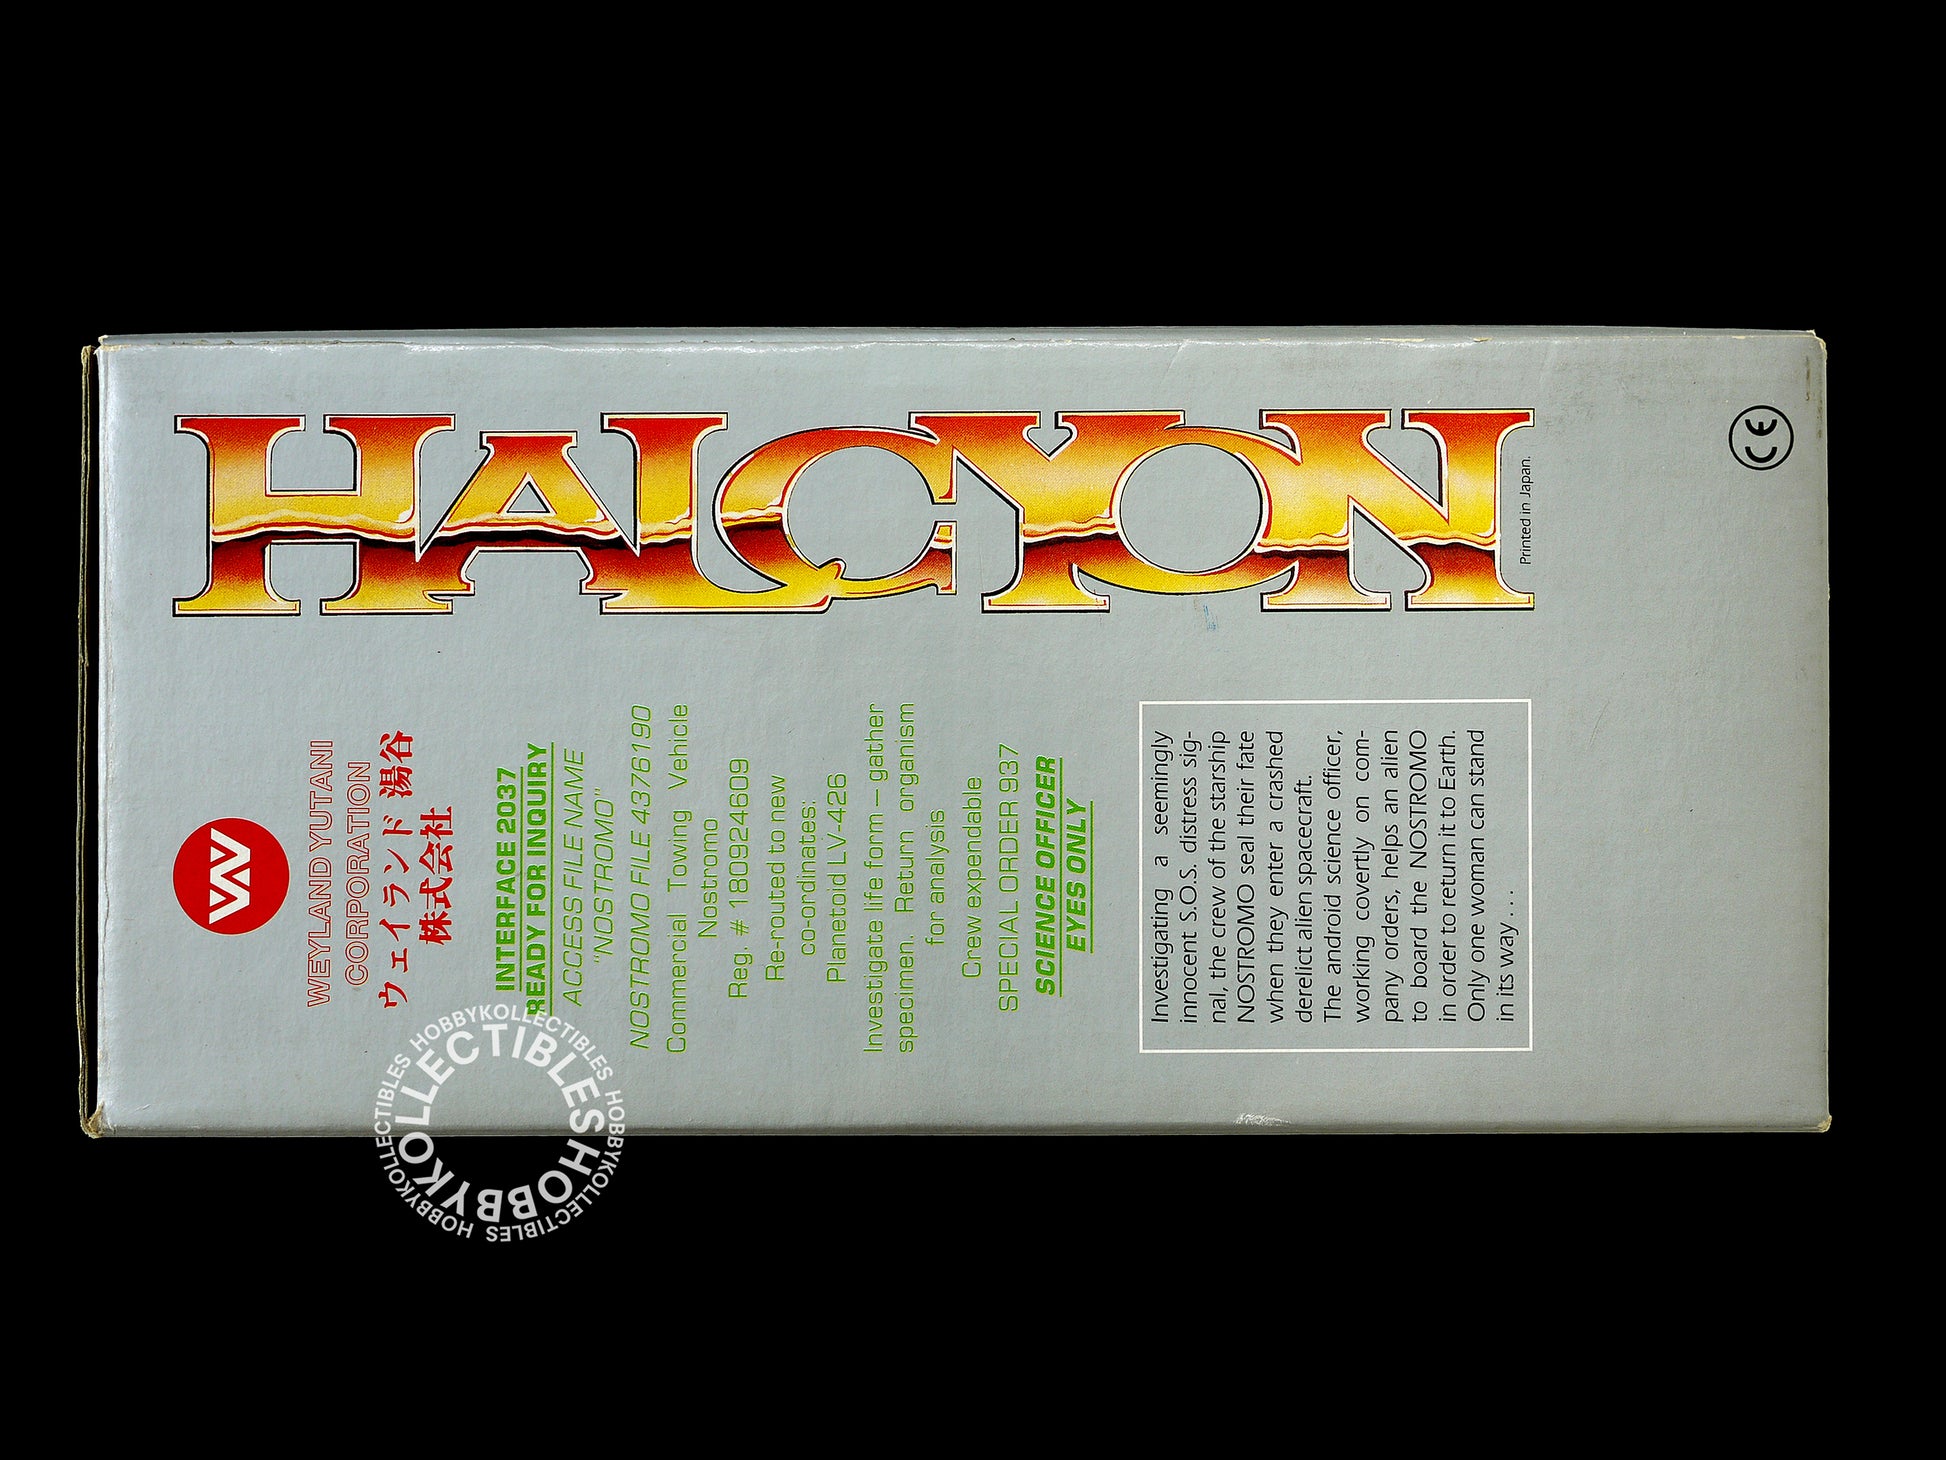 HALCYON
Printed in Japan.
CE
WEYLAND YUTANI
CORPORATION
ウェイランド 湯谷
株式会社
INTERFACE 2037
READY FOR INQUIRY
ACCESS FILE NAME
"NOSTROMO"
NOSTROMO FILE 4376190
Commercial Towing Vehicle
Nostromo
Reg. # 180924609
Re-routed to new
co-ordinates:
Planetoid LV-426
Investigate life form — gather
specimen. Return organism
for analysis
Crew expendable
SPECIAL ORDER 937
SCIENCE OFFICER
EYES ONLY
Investigating a seemingly
innocent S.O.S. distress sig-
nal, the crew of the starship
NOSTROMO seal their fate
when they enter a crashed
derelict alien spacecraft.
The android science officer,
working covertly on com-
pany orders, helps an alien
to board the NOSTROMO
in order to return it to Earth.
Only one woman can stand
in its way . . .
HOBBYKOLLECTIBLES HOBBYKOLLECTIBLES HOBBYKOLLECTIBLES HOBBYKOLLECTIBLES
HOBBYKOLLECTIBLES